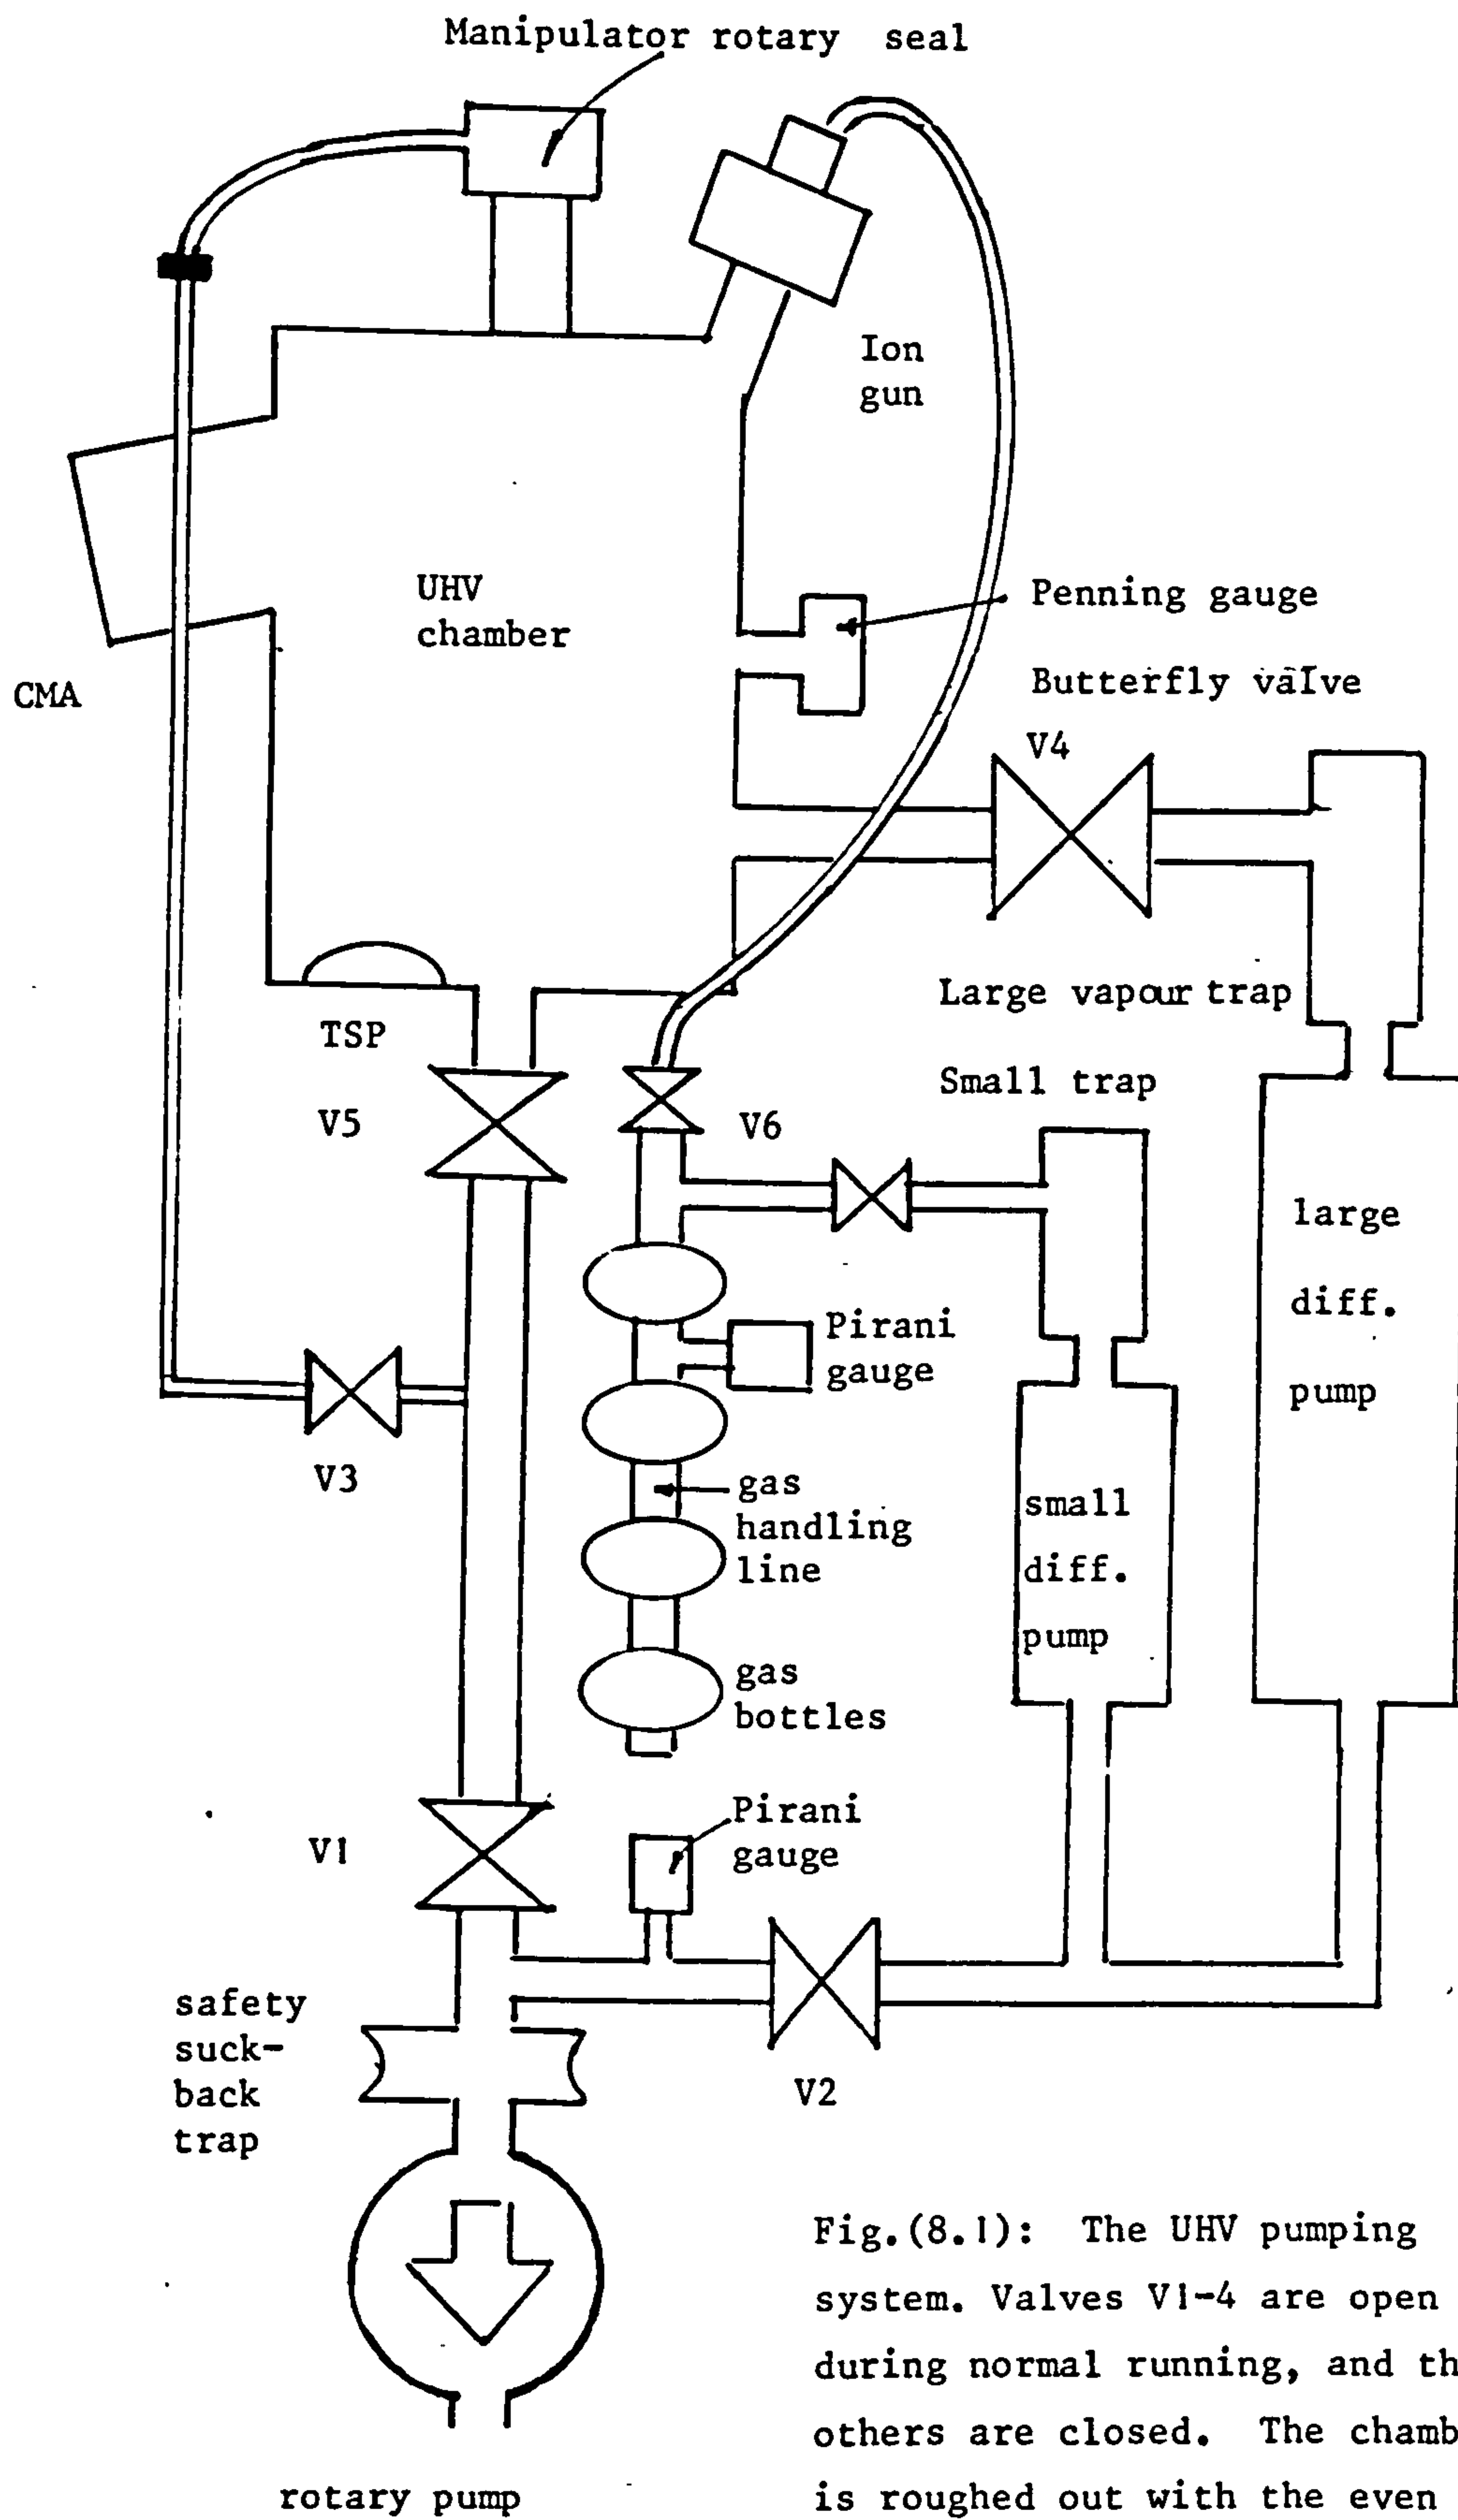 Manipulator rotary seal
Ion
gun
UHV
chamber
Penning gauge
CMA
Butterfly valve
V4
Large vapour trap
TSP
Small trap
V5
V6
large
diff.
pump
Pirani
gauge
V3
gas
handling
line
small
diff.
pump
gas
bottles
Pirani
gauge
V1
safety
suck-
back
trap
V2
Fig.(8.1): The UHV pumping
system. Valves V1-4 are open
during normal running, and th
others are closed. The chamb
is roughed out with the even
rotary pump